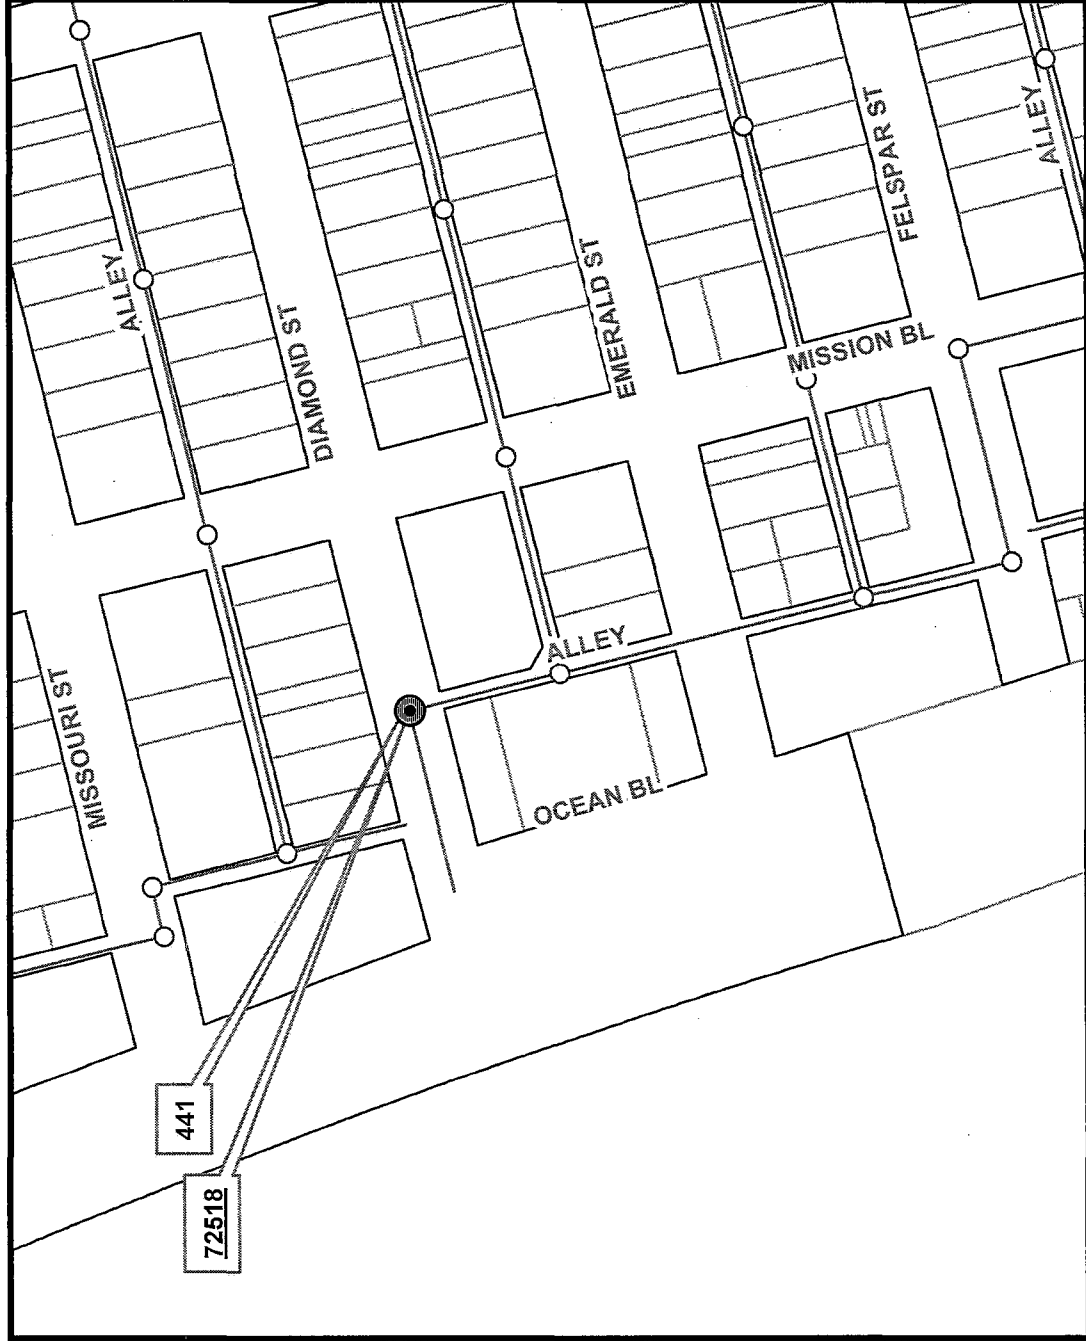 MISSOURI ST
ALLEY
DIAMOND ST
EMERALD ST
FELSPAR ST
ALLEY
MISSION BL
ALLEY
OCEAN BL
441
72518